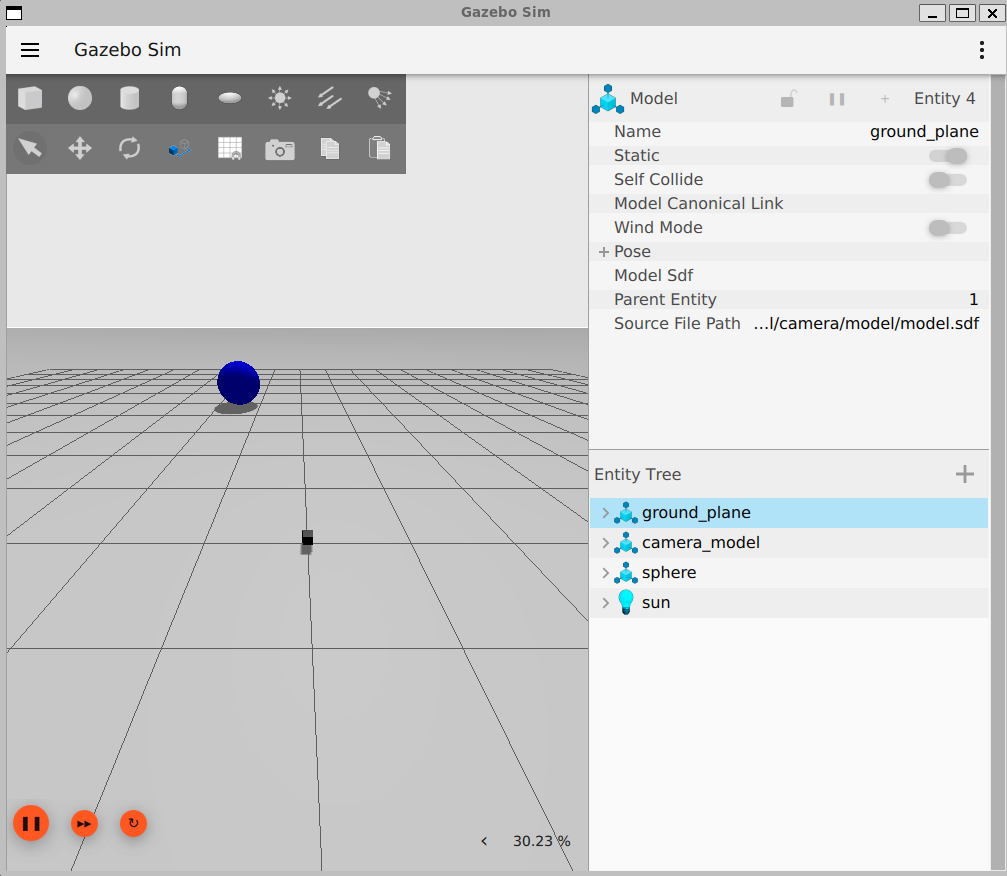 Gazebo Sim
Gazebo Sim
Model
Entity 4
Name ground_plane
Static
Self Collide
Model Canonical Link
Wind Mode
+ Pose
Model Sdf
Parent Entity 1
Source File Path ...l/camera/model/model.sdf
Entity Tree
ground_plane
camera_model
sphere
sun
30.23 %